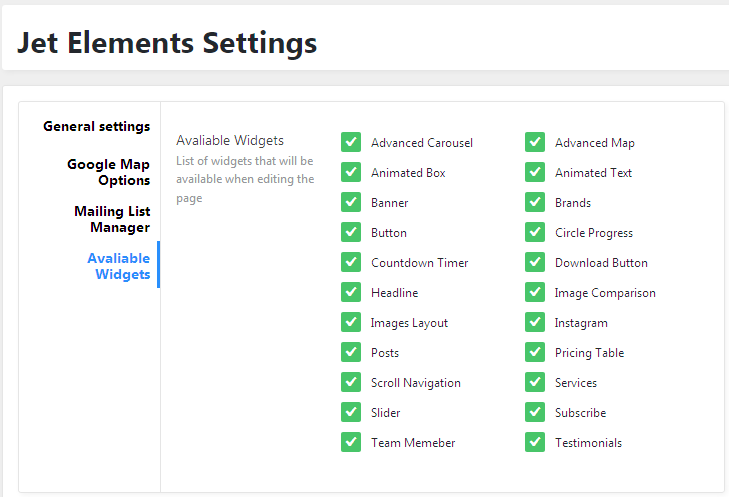 Jet Elements Settings
General settings
Google Map
Options
Mailing List
Manager
Avaliable
Widgets
Avaliable Widgets
List of widgets that will be
available when editing the
page
Advanced Carousel
Advanced Map
Animated Box
Animated Text
Banner
Brands
Button
Circle Progress
Countdown Timer
Download Button
Headline
Image Comparison
Images Layout
Instagram
Posts
Pricing Table
Scroll Navigation
Services
Slider
Subscribe
Team Memeber
Testimonials